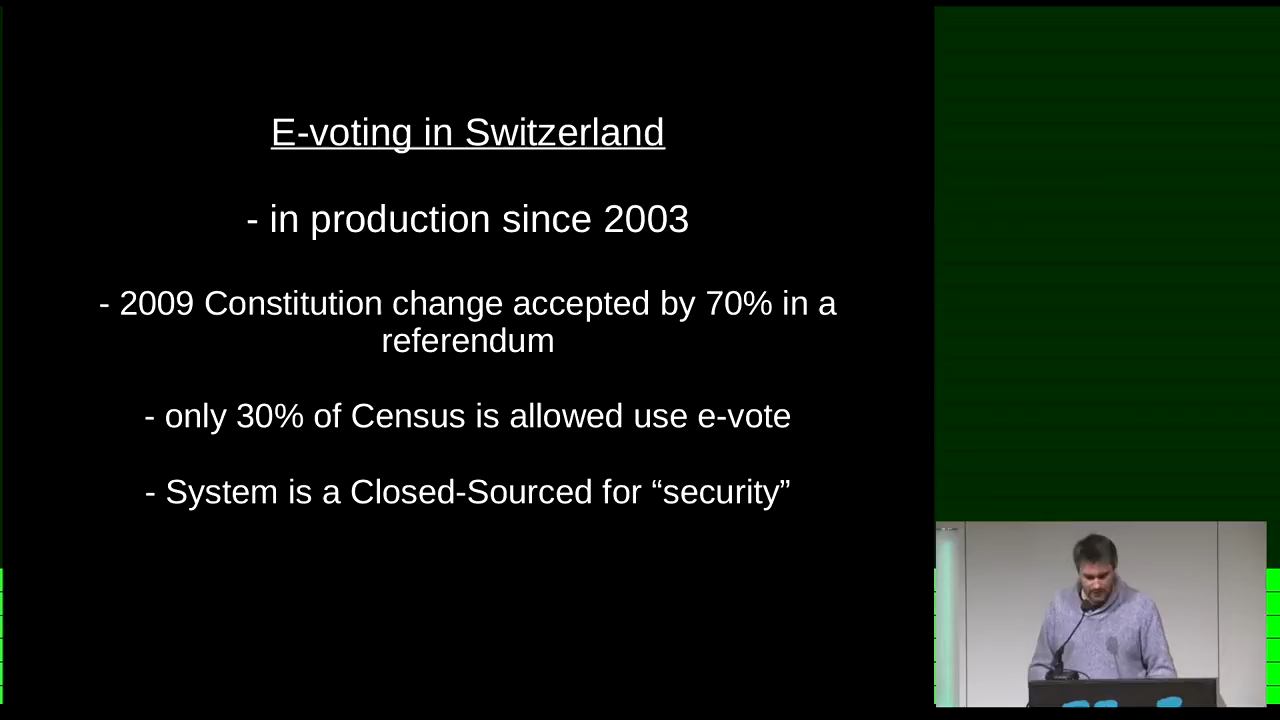 E-voting in Switzerland
- in production since 2003
- 2009 Constitution change accepted by 70% in a
referendum
- only 30% of Census is allowed use e-vote
- System is a Closed-Sourced for “security”